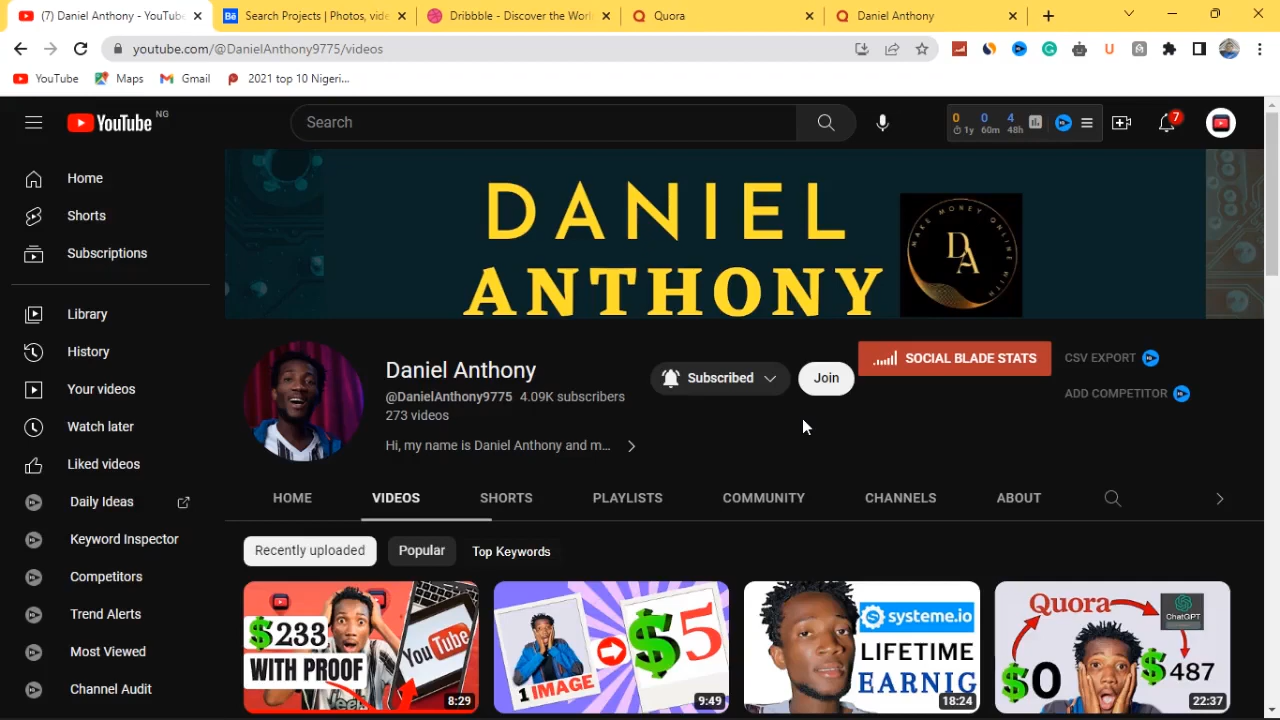 (7) Daniel Anthony - YouTube
Search Projects | Photos, vide
Dribbble - Discover the Worl
Quora
Daniel Anthony
youtube.com/@DanielAnthony9775/videos
YouTube
Maps
Gmail
2021 top 10 Nigeri...
YouTube NG
Search
0 0 4
1y 60m 48h
7
Home
Shorts
Subscriptions
Library
History
Your videos
Watch later
Liked videos
Daily Ideas
Keyword Inspector
Competitors
Trend Alerts
Most Viewed
Channel Audit
DANIEL
ANTHONY
MAKE MONEY ONLINE WITH
DA
Daniel Anthony
@DanielAnthony9775 4.09K subscribers
273 videos
Hi, my name is Daniel Anthony and m...
Subscribed
Join
SOCIAL BLADE STATS
CSV EXPORT
ADD COMPETITOR
HOME VIDEOS SHORTS PLAYLISTS COMMUNITY CHANNELS ABOUT
Recently uploaded
Popular
Top Keywords
$233
WITH PROOF
YouTube
8:29
$5
1 IMAGE
9:49
systeme.io
LIFETIME
EARNIG
18:24
Quora
ChatGPT
$0
$487
22:37